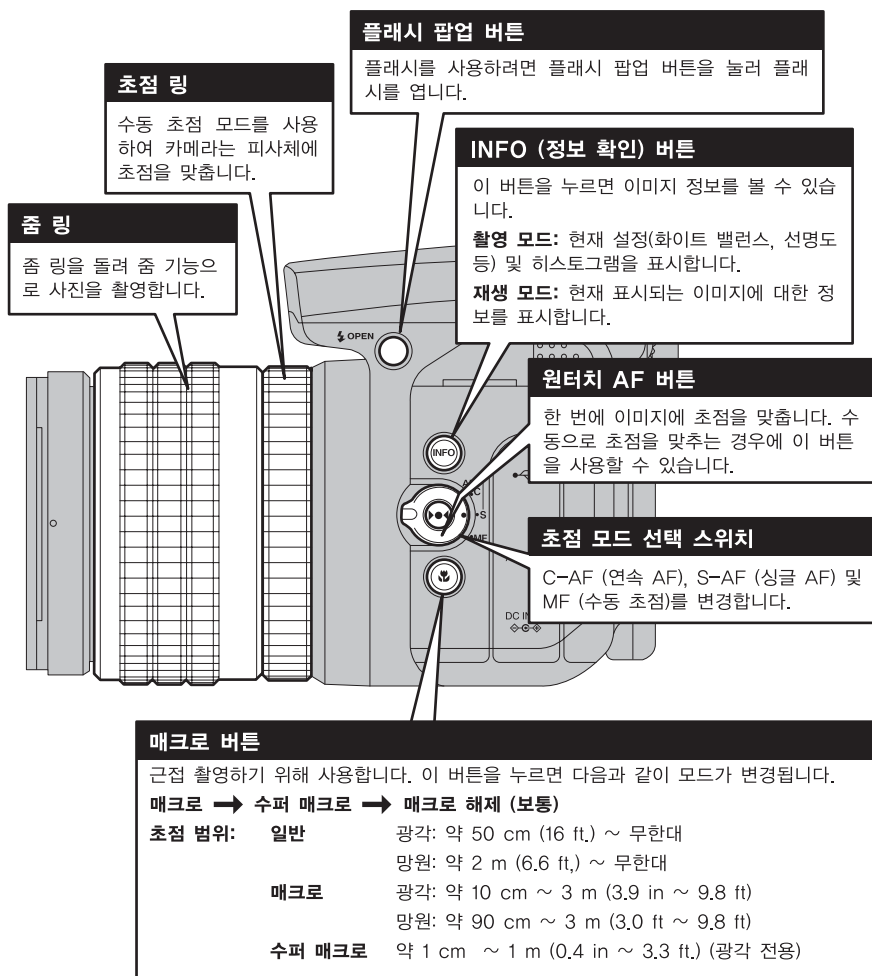 플래시 팝업 버튼
플래시를 사용하려면 플래시 팝업 버튼을 눌러 플래
시를 엽니다.
초점 링
수동 초점 모드를 사용
하여 카메라는 피사체에
초점을 맞춥니다.
INFO (정보 확인) 버튼
이 버튼을 누르면 이미지 정보를 볼 수 있습
니다.
촬영 모드: 현재 설정(화이트 밸런스, 선명도
등) 및 히스토그램을 표시합니다.
재생 모드: 현재 표시되는 이미지에 대한 정
보를 표시합니다.
줌 링
좀 링을 돌려 줌 기능으
로 사진을 촬영합니다.
OPEN
원터치 AF 버튼
한 번에 이미지에 초점을 맞춥니다. 수
동으로 초점을 맞추는 경우에 이 버튼
을 사용할 수 있습니다.
INFO
C
S
MF
초점 모드 선택 스위치
C-AF (연속 AF), S-AF (싱글 AF) 및
MF (수동 초점)를 변경합니다.
DC
매크로 버튼
근접 촬영하기 위해 사용합니다. 이 버튼을 누르면 다음과 같이 모드가 변경됩니다.
매크로 ➡ 수퍼 매크로 ➡ 매크로 해제 (보통)
초점 범위: 일반 광각: 약 50 cm (16 ft.) ~ 무한대
망원: 약 2 m (6.6 ft,) ~ 무한대
매크로 광각: 약 10 cm ~ 3 m (3.9 in ~ 9.8 ft)
망원: 약 90 cm ~ 3 m (3.0 ft ~ 9.8 ft)
수퍼 매크로 약 1 cm ~ 1 m (0.4 in ~ 3.3 ft.) (광각 전용)